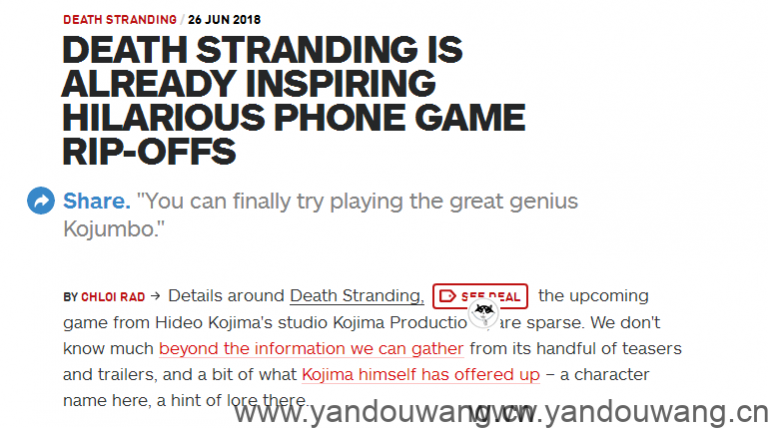 DEATH STRANDING / 26 JUN 2018
DEATH STRANDING IS
ALREADY INSPIRING
HILARIOUS PHONE GAME
RIP-OFFS
Share. "You can finally try playing the great genius
Kojumbo."
BY CHLOI RAD → Details around Death Stranding, SEE DEAL the upcoming
game from Hideo Kojima's studio Kojima Productio are sparse. We don't
know much beyond the information we can gather from its handful of teasers
and trailers, and a bit of what Kojima himself has offered up – a character
name here, a hint of lore there.
www.yandouwang.cn
www.yandouwang.cn